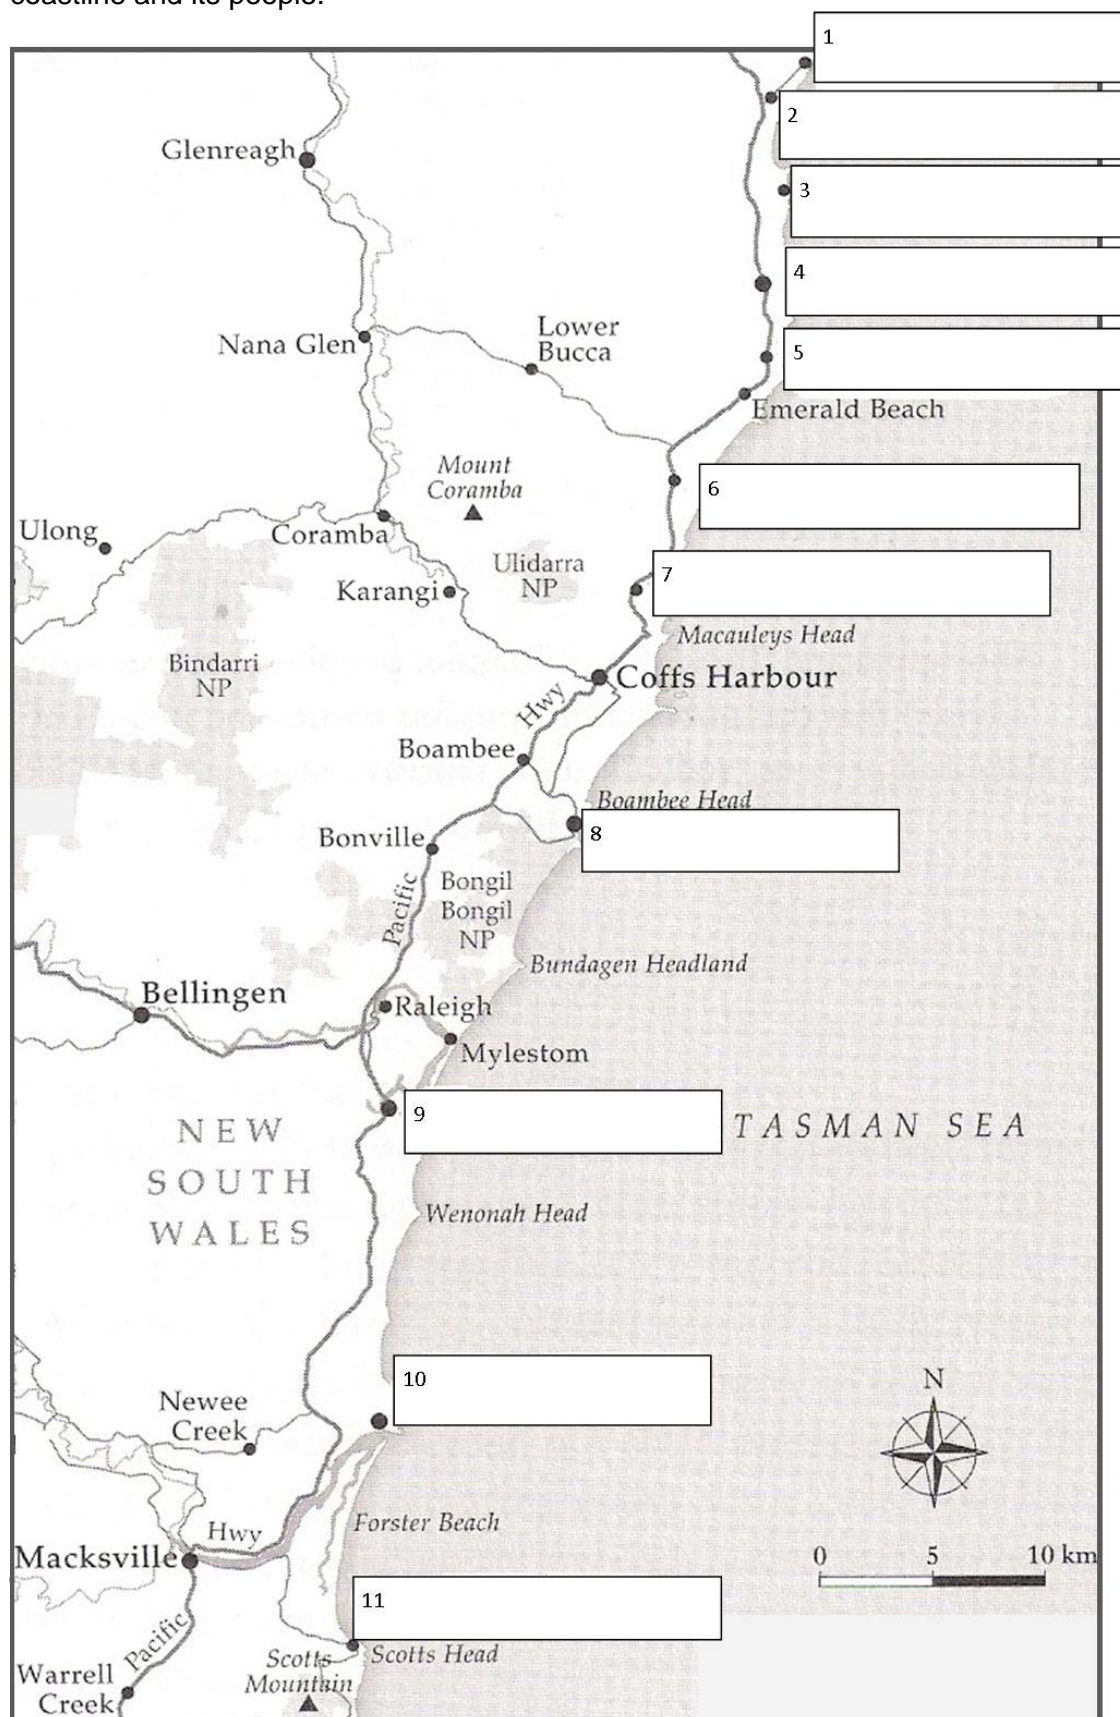 coastline and its people.
1
2
Glenreagh
3
4
Lower
Bucca
Nana Glen
5
Emerald Beach
Mount
Coramba
6
Ulong
Coramba
Ulidarra
NP
7
Karangi
Macauleys Head
Bindarri
NP
Coffs Harbour
Hwy
Boambee
Boambee Head
8
Bonville
Pacific
Bongil
Bongil
NP
Bundagen Headland
Bellingen
Raleigh
Mylestom
9
TASMAN SEA
NEW
SOUTH
WALES
Wenonah Head
10
N
Newee
Creek
Forster Beach
Hwy
Macksville
0 5 10 km
11
Pacific
Scotts Head
Scotts
Mountain
Warrell
Creek